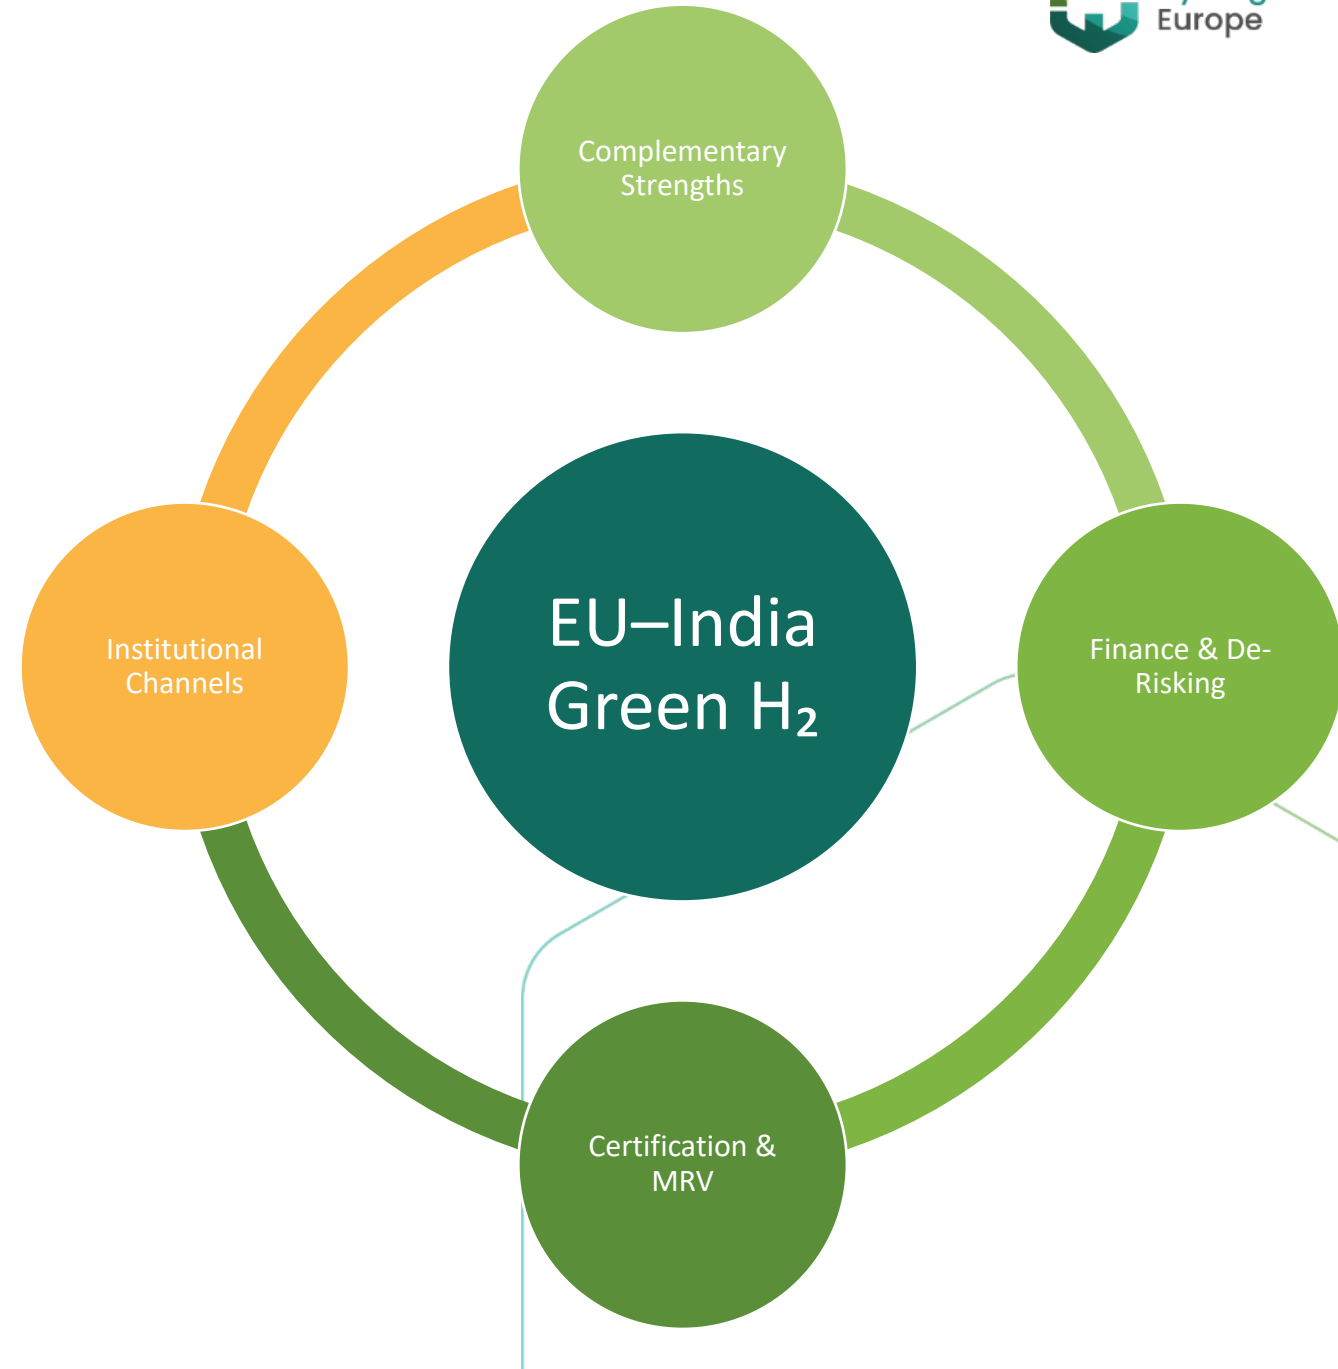 Europe
Complementary
Strengths
EU–India
Green H₂
Institutional
Channels
Finance & De-
Risking
Certification &
MRV